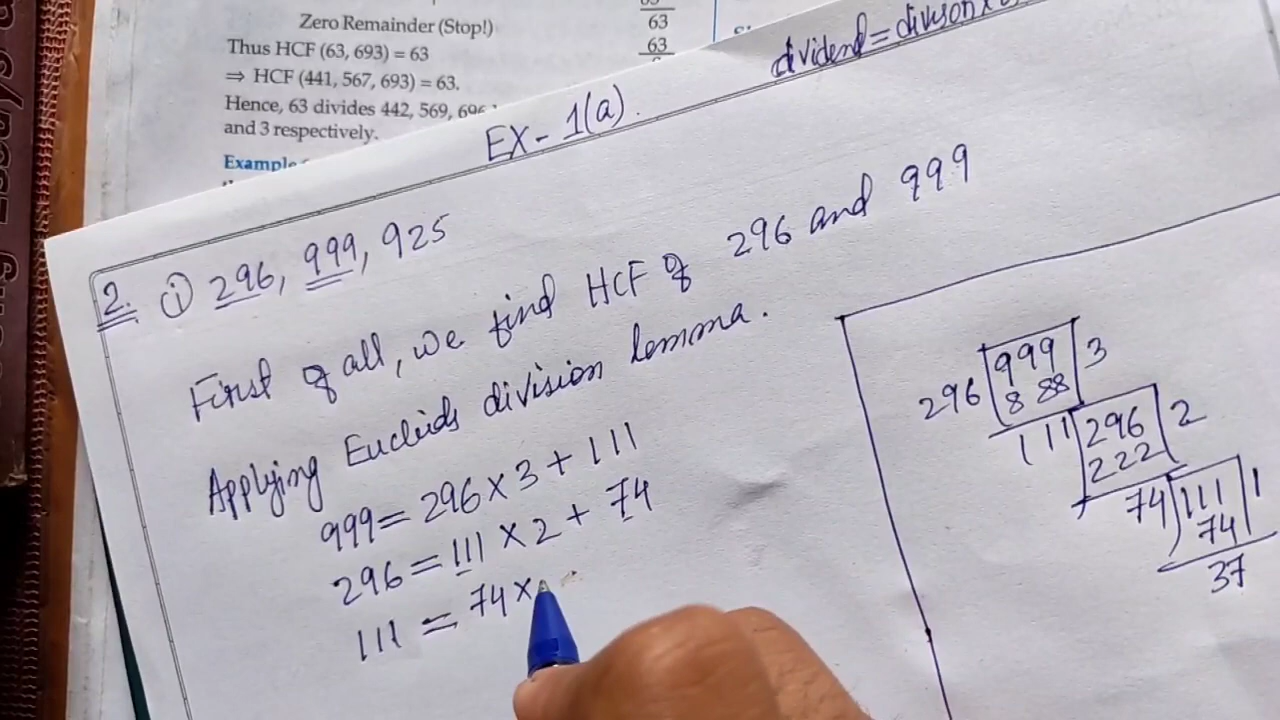 Zero Remainder (Stop!)
63
Thus HCF (63, 693) = 63
63
⇒ HCF (441, 567, 693) = 63.
Hence, 63 divides 442, 569, 696
and 3 respectively.
Example
dividend = divison ×
EX - 1(a).
2. (i) 296, 999, 925
First of all, we find HCF of 296 and 999
Applying Euclids division lemma.
999 = 296 × 3 + 111
296 = 111 × 2 + 74
111 = 74 ×
296 999 3
888
111 296 2
222
74 111 1
74
37